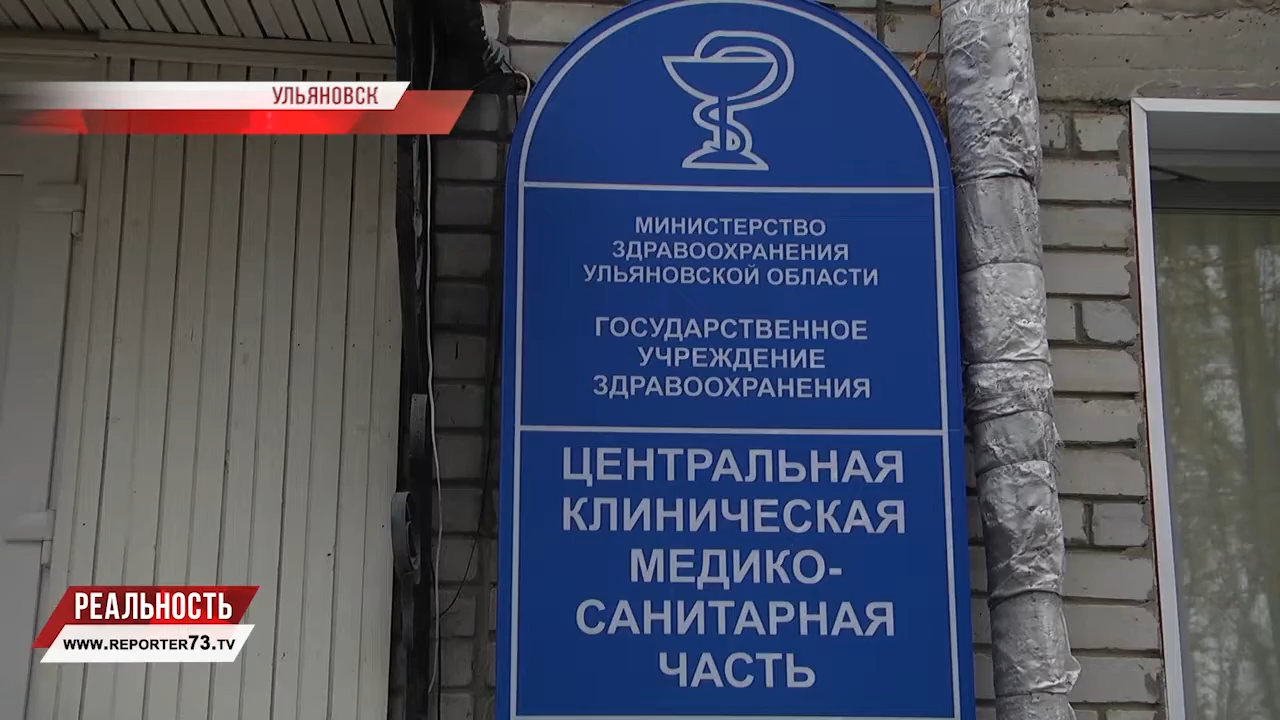 УЛЬЯНОВСК
МИНИСТЕРСТВО
ЗДРАВООХРАНЕНИЯ
УЛЬЯНОВСКОЙ ОБЛАСТИ
ГОСУДАРСТВЕННОЕ
УЧРЕЖДЕНИЕ
ЗДРАВООХРАНЕНИЯ
ЦЕНТРАЛЬНАЯ
КЛИНИЧЕСКАЯ
МЕДИКО-
САНИТАРНАЯ
ЧАСТЬ
РЕАЛЬНОСТЬ
WWW.REPORTER73.TV